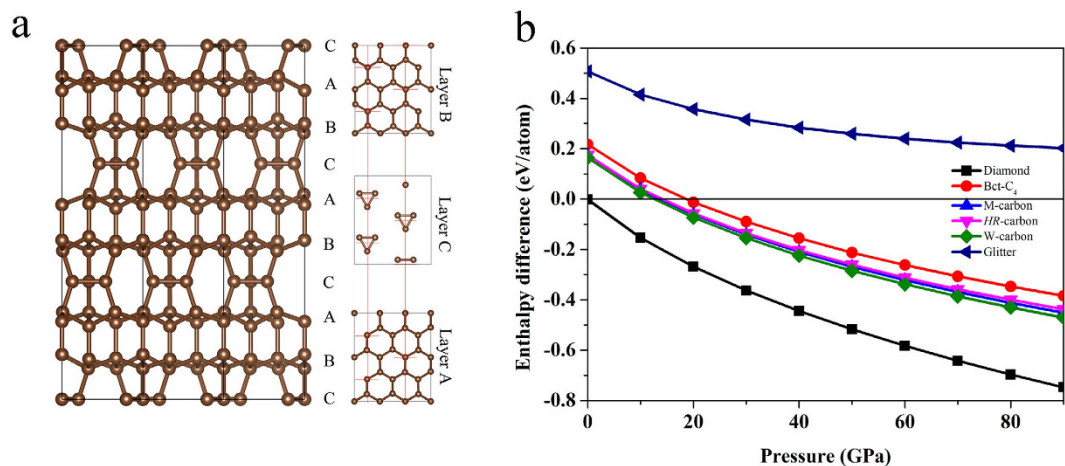 a
C
A
B
C
A
B
C
A
B
C
Layer B
Layer C
Layer A
b
Enthalpy difference (eV/atom)
0.6
0.4
0.2
0.0
-0.2
-0.4
-0.6
-0.8
Diamond
Bct-C₄
M-carbon
HR-carbon
W-carbon
Glitter
0 20 40 60 80
Pressure (GPa)